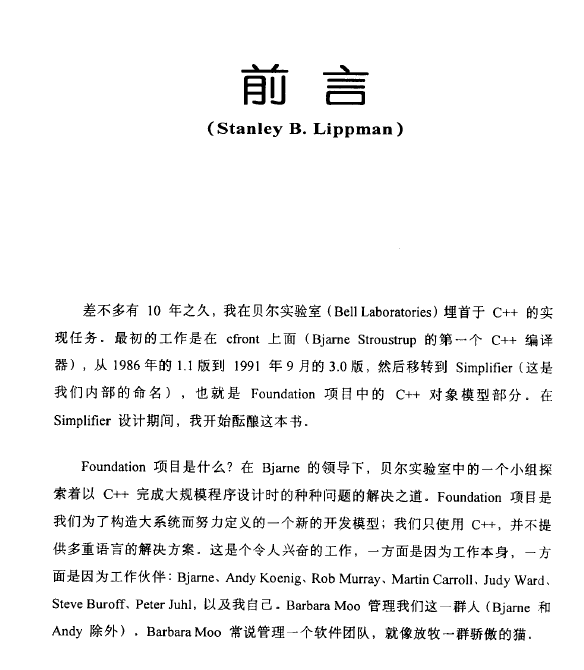 前 言
(Stanley B. Lippman)
差不多有 10 年之久，我在贝尔实验室（Bell Laboratories）埋首于 C++ 的实
现任务．最初的工作是在 cfront 上面（Bjarne Stroustrup 的第一个 C++ 编译
器），从 1986 年的 1.1 版到 1991 年 9 月的 3.0 版，然后移转到 Simplifier（这是
我们内部的命名），也就是 Foundation 项目中的 C++ 对象模型部分．在
Simplifier 设计期间，我开始酝酿这本书．
Foundation 项目是什么？在 Bjarne 的领导下，贝尔实验室中的一个小组探
索着以 C++ 完成大规模程序设计时的种种问题的解决之道。Foundation 项目是
我们为了构造大系统而努力定义的一个新的开发模型；我们只使用 C++，并不提
供多重语言的解决方案．这是个令人兴奋的工作，一方面是因为工作本身，一方
面是因为工作伙伴：Bjarne、Andy Koenig、Rob Murray、Martin Carroll、Judy Ward、
Steve Buroff、Peter Juhl，以及我自己．Barbara Moo 管理我们这一群人（Bjarne 和
Andy 除外）．Barbara Moo 常说管理一个软件团队，就像放牧一群骄傲的猫．